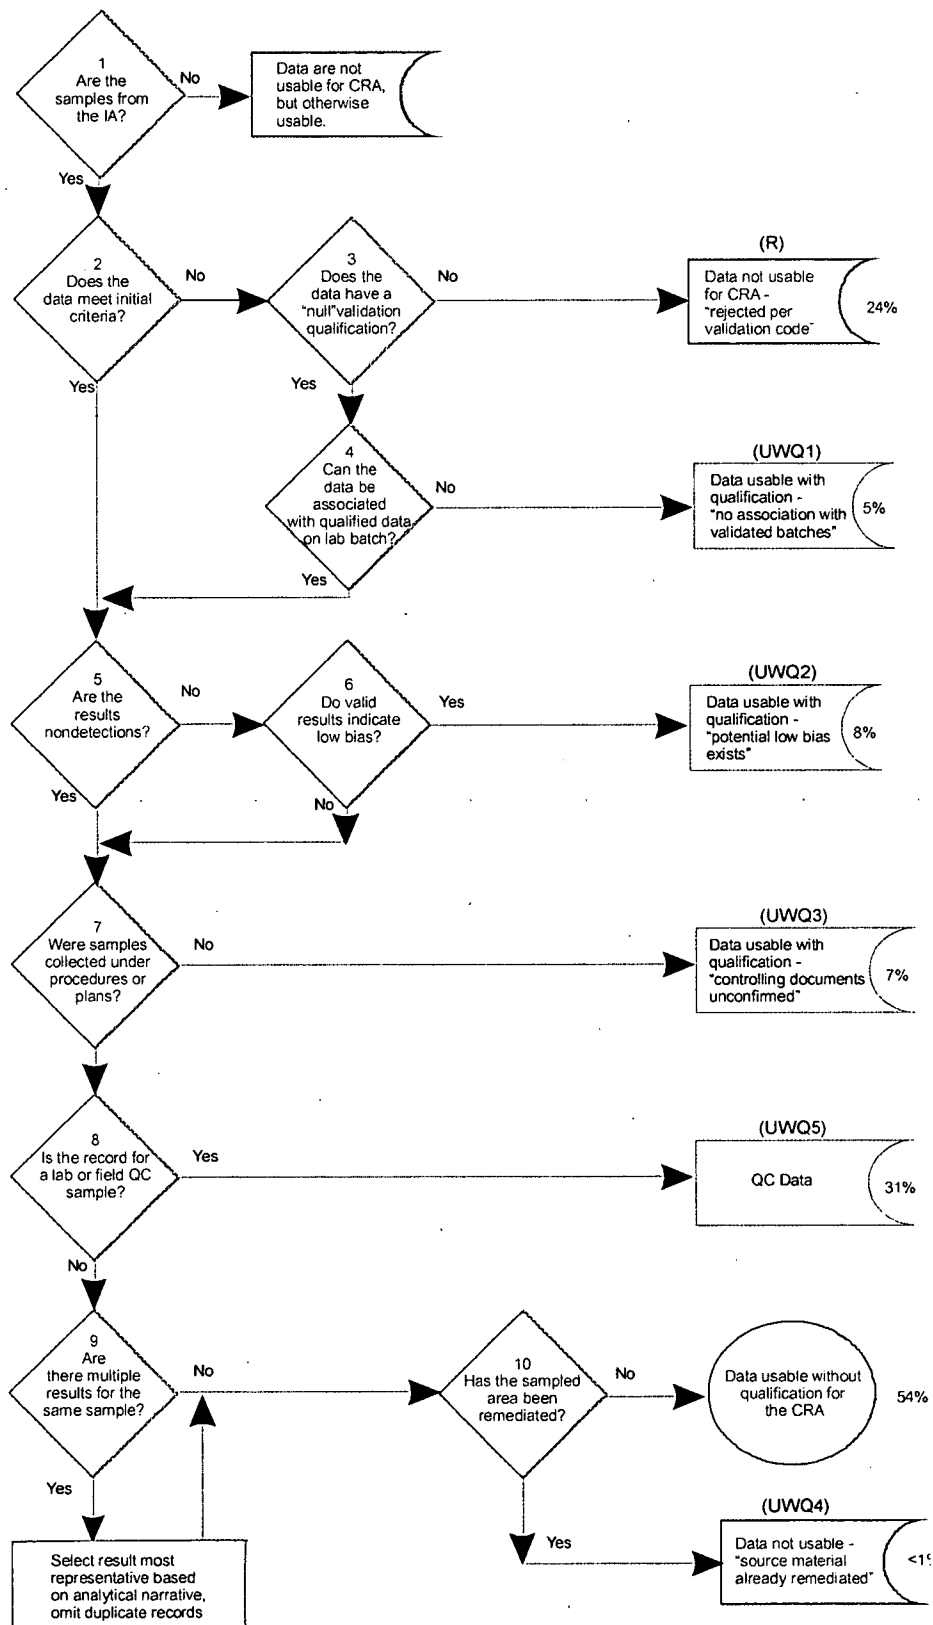 1
Are the
samples from
the IA?
No
Data are not
usable for CRA,
but otherwise
usable.
Yes
2
Does the
data meet initial
criteria?
No
3
Does the
data have a
"null"validation
qualification?
No
(R)
Data not usable
for CRA -
"rejected per
validation code"
24%
Yes
Yes
4
Can the
data be
associated
with qualified data
on lab batch?
No
(UWQ1)
Data usable with
qualification -
"no association with
validated batches"
5%
Yes
5
Are the
results
nondetections?
No
6
Do valid
results indicate
low bias?
Yes
(UWQ2)
Data usable with
qualification -
"potential low bias
exists"
8%
Yes
No
7
Were samples
collected under
procedures or
plans?
No
(UWQ3)
Data usable with
qualification -
"controlling documents
unconfirmed"
7%
8
Is the record for
a lab or field QC
sample?
Yes
(UWQ5)
QC Data
31%
No
9
Are
there multiple
results for the
same sample?
No
10
Has the sampled
area been
remediated?
No
Data usable without
qualification for
the CRA
54%
Yes
Select result most
representative based
on analytical narrative,
omit duplicate records
Yes
(UWQ4)
Data not usable -
"source material
already remediated"
<1%